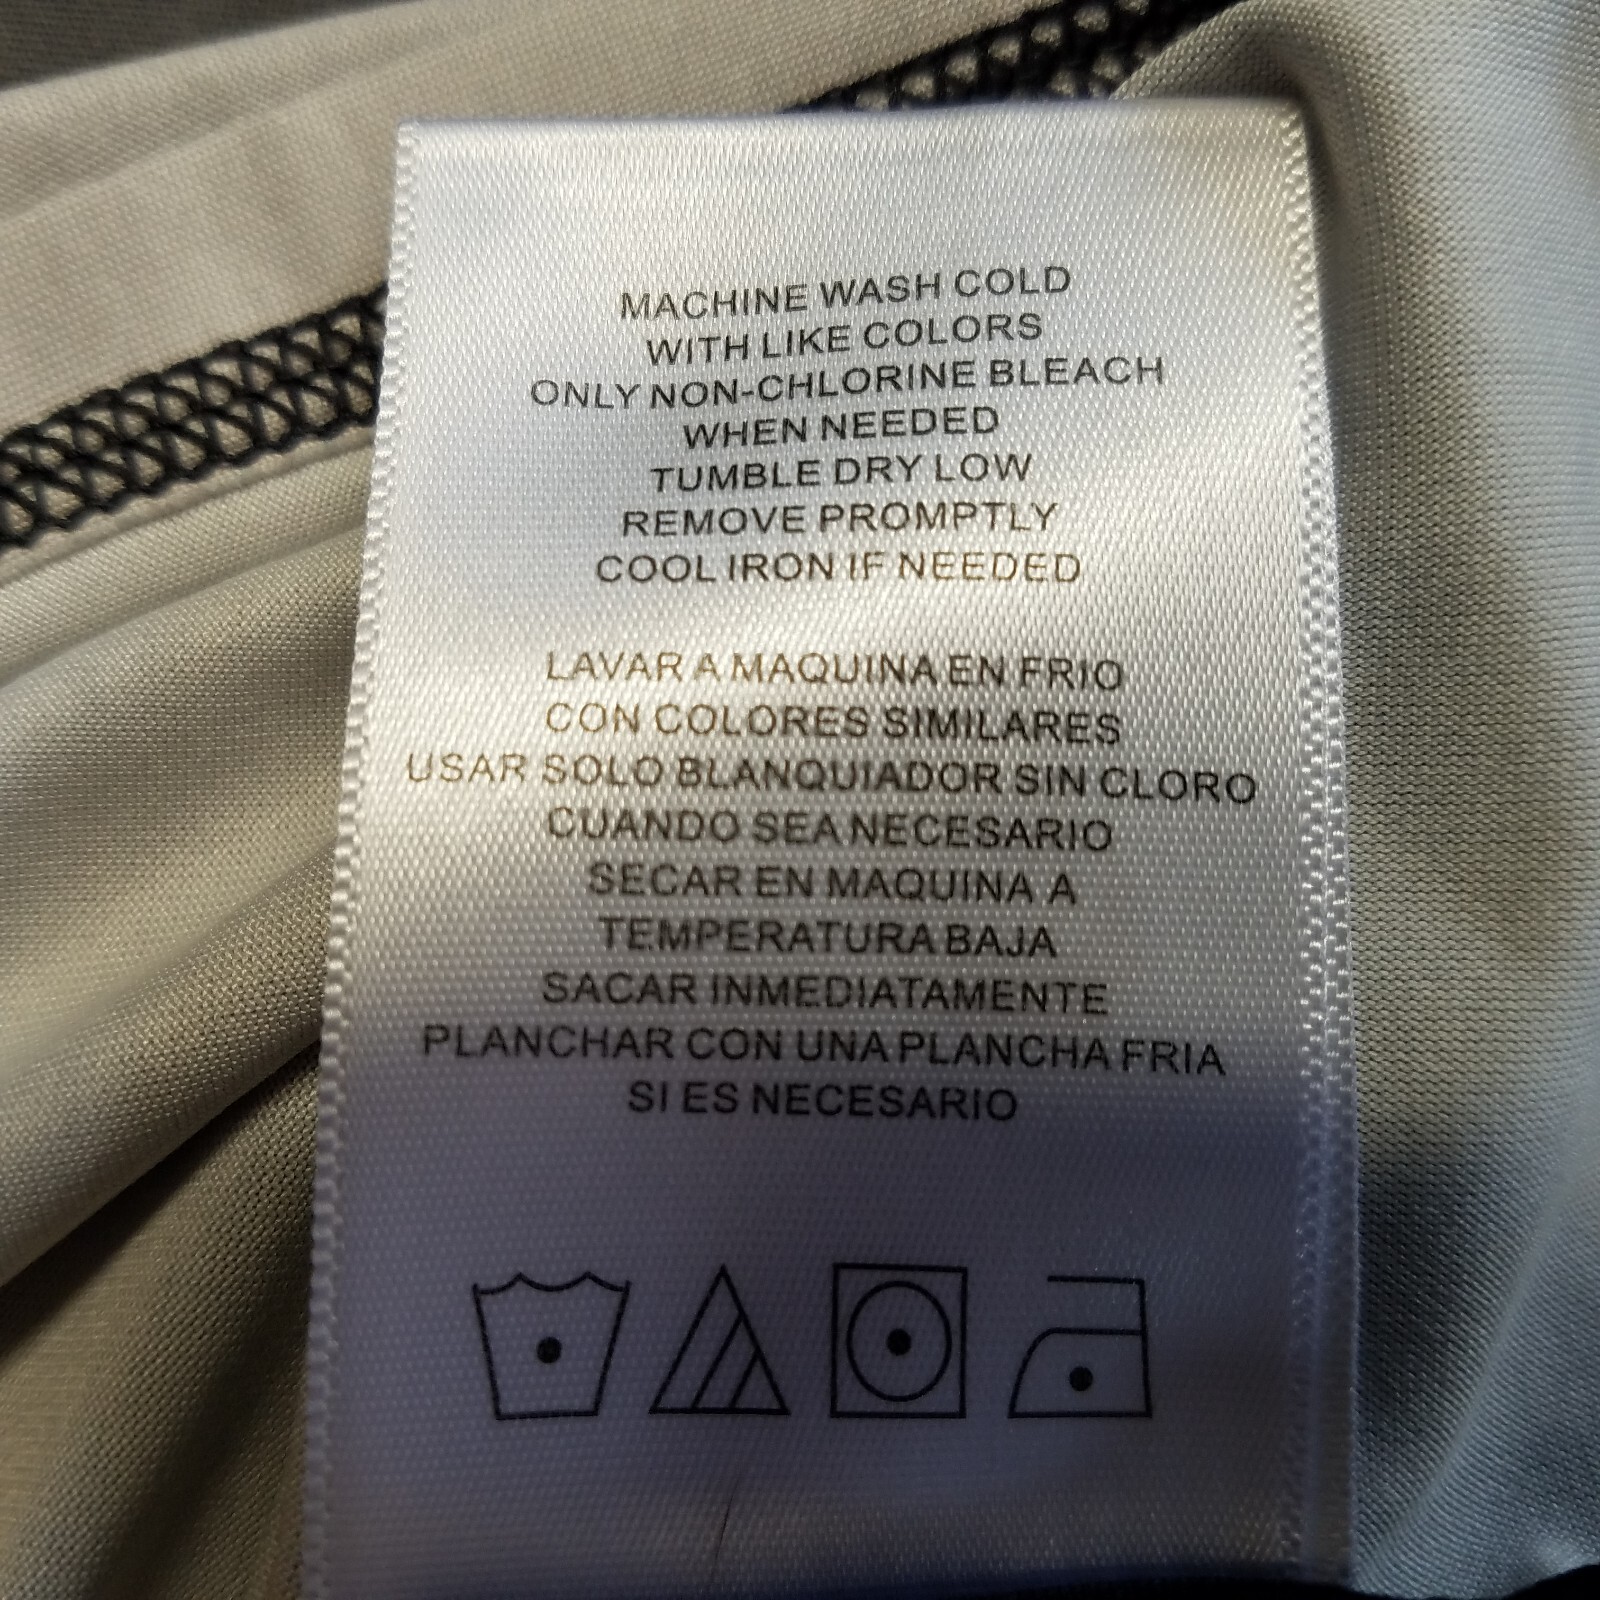 MACHINE WASH COLD
WITH LIKE COLORS
ONLY NON-CHLORINE BLEACH
WHEN NEEDED
TUMBLE DRY LOW
REMOVE PROMPTLY
COOL IRON IF NEEDED
LAVAR A MAQUINA EN FRIO
CON COLORES SIMILARES
USAR SOLO BLANQUIADOR SIN CLORO
CUANDO SEA NECESARIO
SECAR EN MAQUINA A
TEMPERATURA BAJA
SACAR INMEDIATAMENTE
PLANCHAR CON UNA PLANCHA FRIA
SI ES NECESARIO